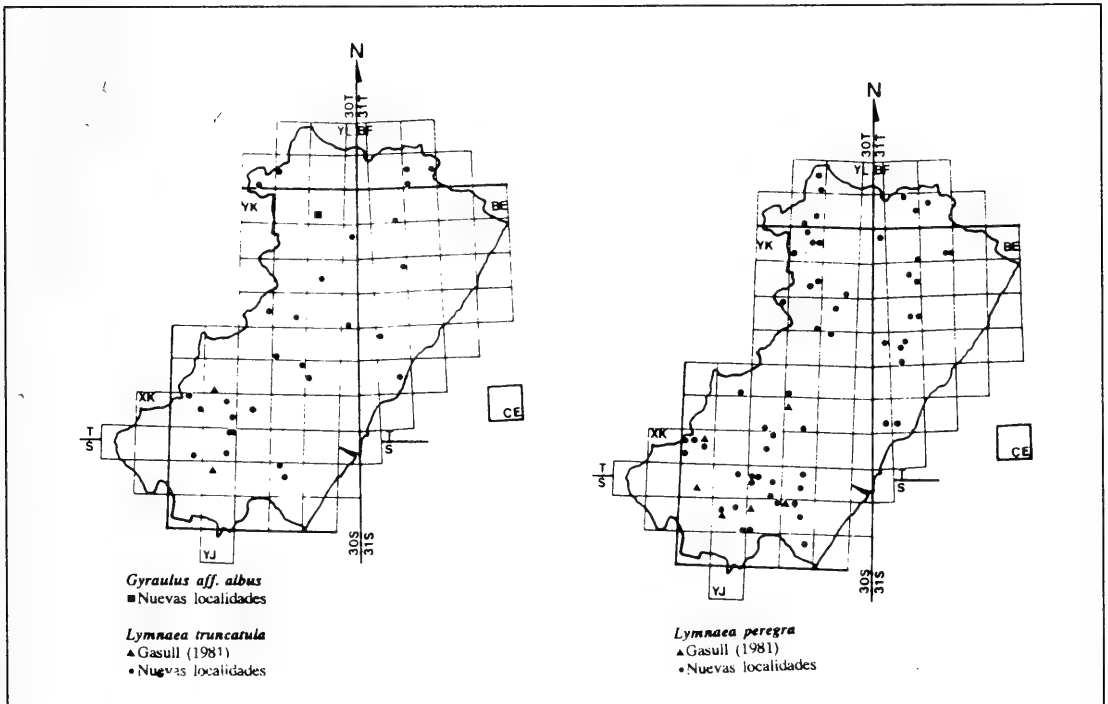 N
30T
31T
YL BF
YK
BE
XK
CE
T
S
T
S
YJ
30S
31S
Gyraulus aff. albus
■ Nuevas localidades
Lymnaea truncatula
▲ Gasull (1981)
• Nuevas localidades
N
30T
31T
YL BF
YK
BE
XK
CE
T
S
T
S
YJ
30S
31S
Lymnaea peregra
▲ Gasull (1981)
• Nuevas localidades